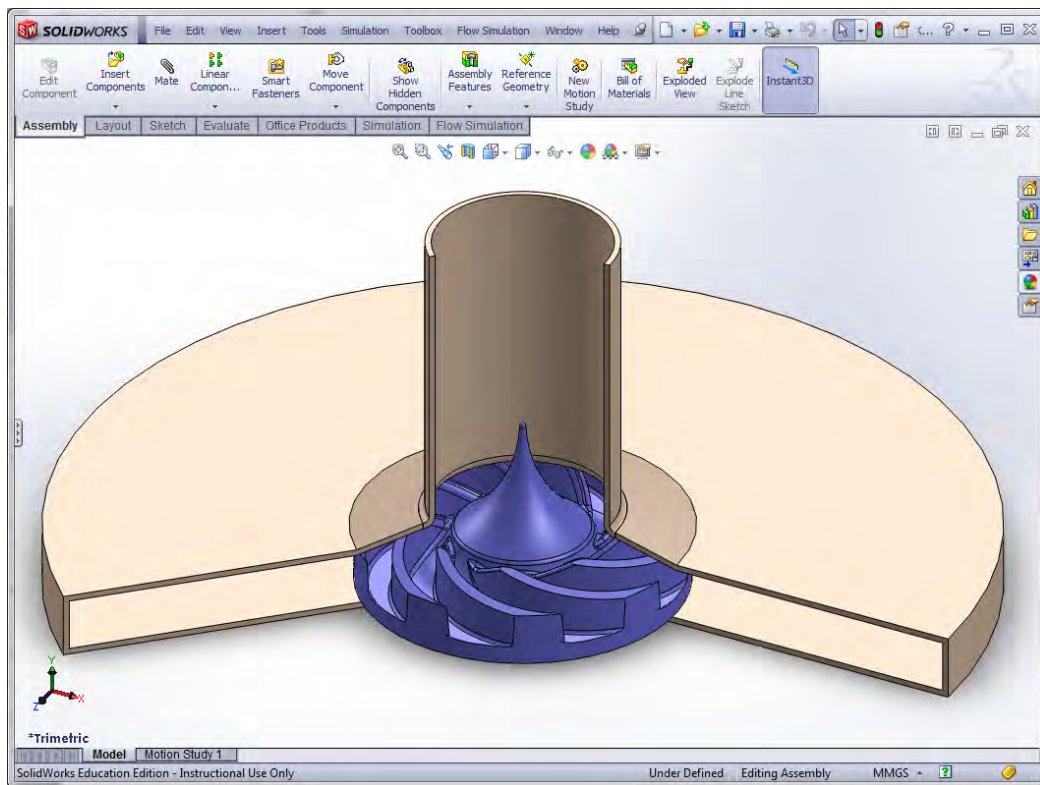 SOLIDWORKS File Edit View Insert Tools Simulation Toolbox Flow Simulation Window Help C... ?
Edit Component
Insert Components
Mate
Linear Compon...
Smart Fasteners
Move Component
Show Hidden Components
Assembly Features
Reference Geometry
New Motion Study
Bill of Materials
Exploded View
Explode Line Sketch
Instant3D
Assembly Layout Sketch Evaluate Office Products Simulation Flow Simulation
Y
X
Z
*Trimetric
Model Motion Study 1
SolidWorks Education Edition - Instructional Use Only Under Defined Editing Assembly MMGS ?